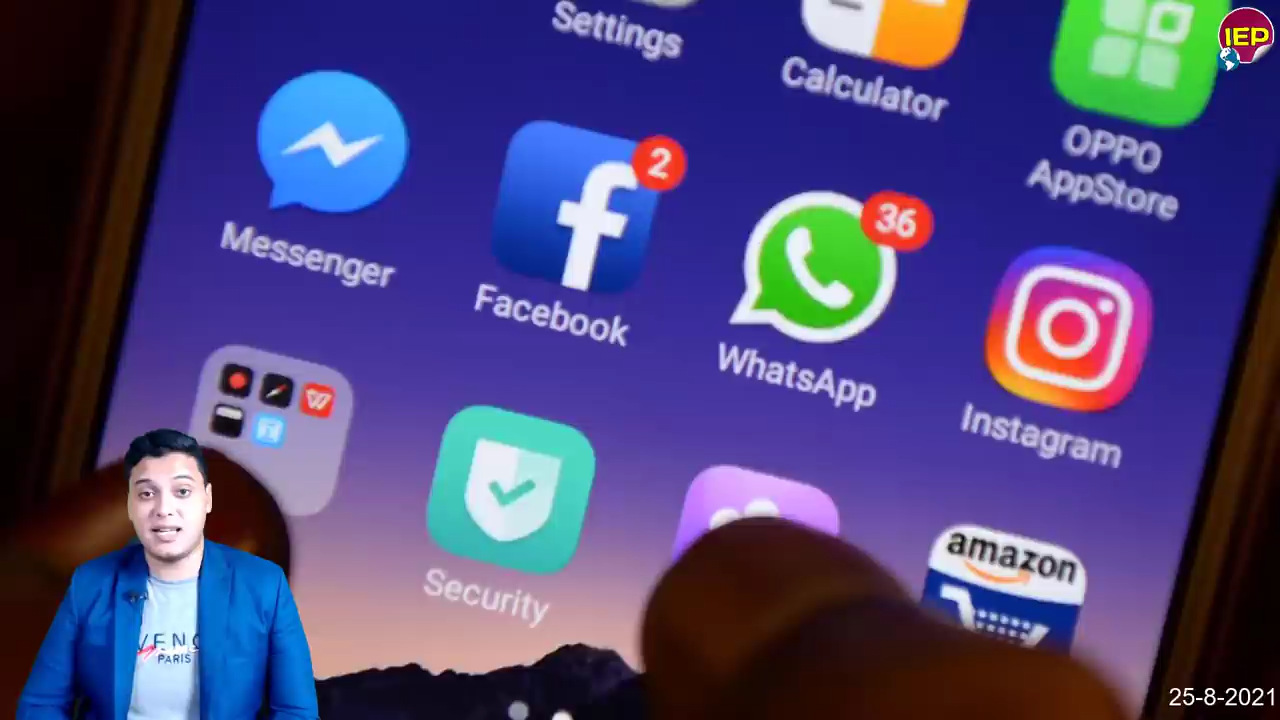 Settings
Calculator
OPPO
AppStore
IEP
Messenger
Facebook
2
WhatsApp
36
Instagram
Security
amazon
PARIS
25-8-2021